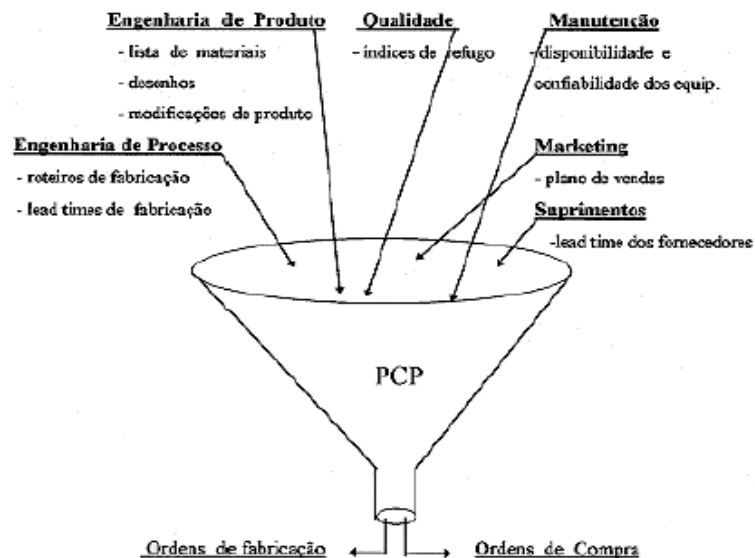 Engenharia de Produto
- lista de materiais
- desenhos
- modificações de produto
Qualidade
- índices de refugo
Manutenção
- disponibilidade e
confiabilidade dos equip.
Engenharia de Processo
- roteiros de fabricação
- lead times de fabricação
Marketing
- plano de vendas
Suprimentos
-lead time dos fornecedores
PCP
Ordens de fabricação
Ordens de Compra